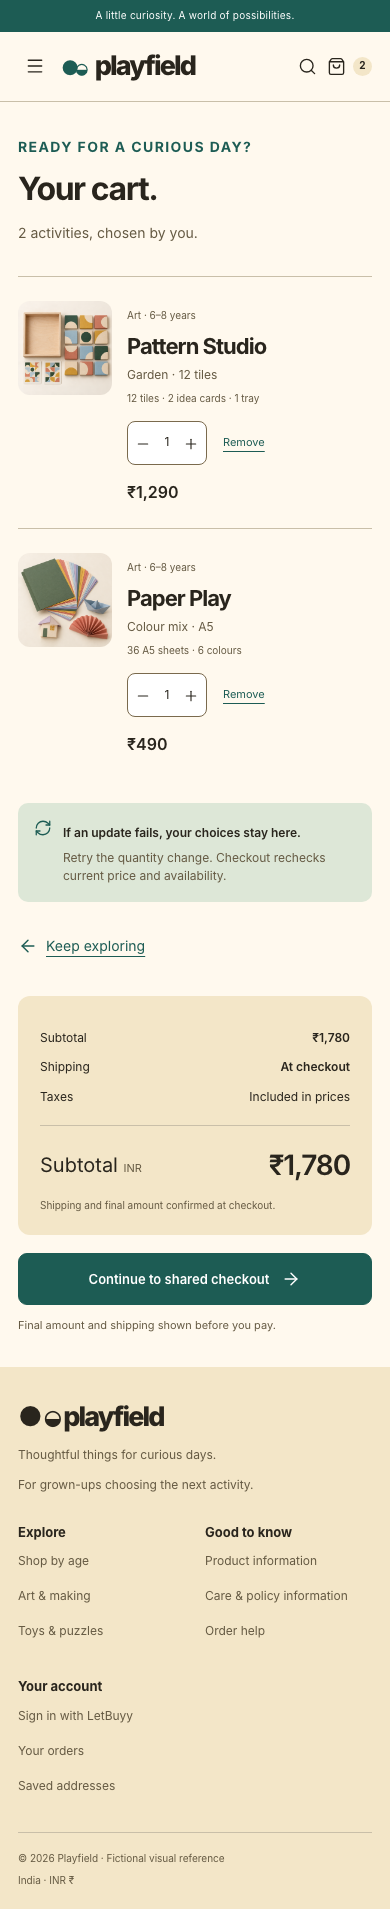 A little curiosity. A world of possibilities.
playfield
2
READY FOR A CURIOUS DAY?
Your cart.
2 activities, chosen by you.
Art · 6–8 years
Pattern Studio
Garden · 12 tiles
12 tiles · 2 idea cards · 1 tray
— 1 + Remove
₹1,290
Art · 6–8 years
Paper Play
Colour mix · A5
36 A5 sheets · 6 colours
— 1 + Remove
₹490
If an update fails, your choices stay here.
Retry the quantity change. Checkout rechecks
current price and availability.
Keep exploring
Subtotal ₹1,780
Shipping At checkout
Taxes Included in prices
Subtotal INR ₹1,780
Shipping and final amount confirmed at checkout.
Continue to shared checkout
Final amount and shipping shown before you pay.
playfield
Thoughtful things for curious days.
For grown-ups choosing the next activity.
Explore
Shop by age
Art & making
Toys & puzzles
Good to know
Product information
Care & policy information
Order help
Your account
Sign in with LetBuyy
Your orders
Saved addresses
© 2026 Playfield · Fictional visual reference
India · INR ₹